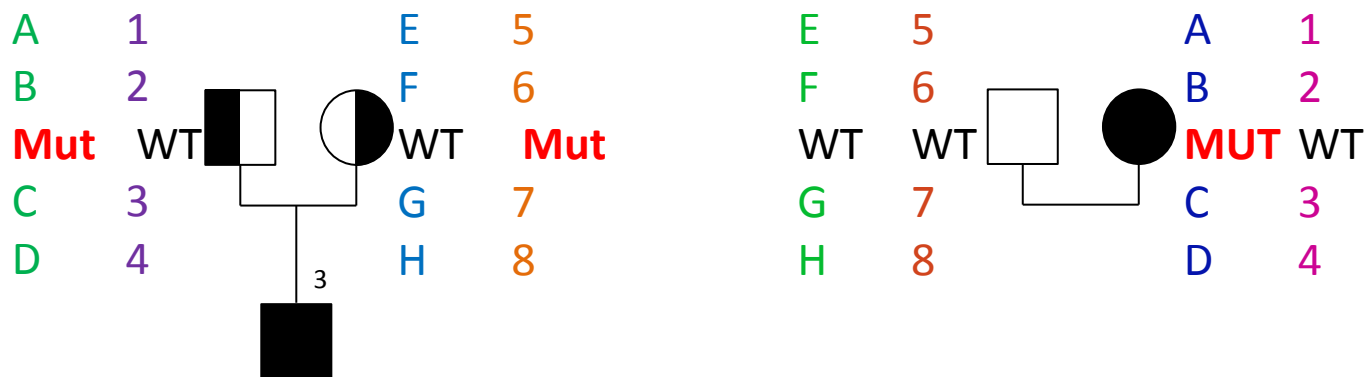 A 1 E 5 E 5 A 1
B 2 F 6 F 6 B 2
Mut WT WT Mut WT WT MUT WT
C 3 G 7 G 7 C 3
D 4 H 8 H 8 D 4
3